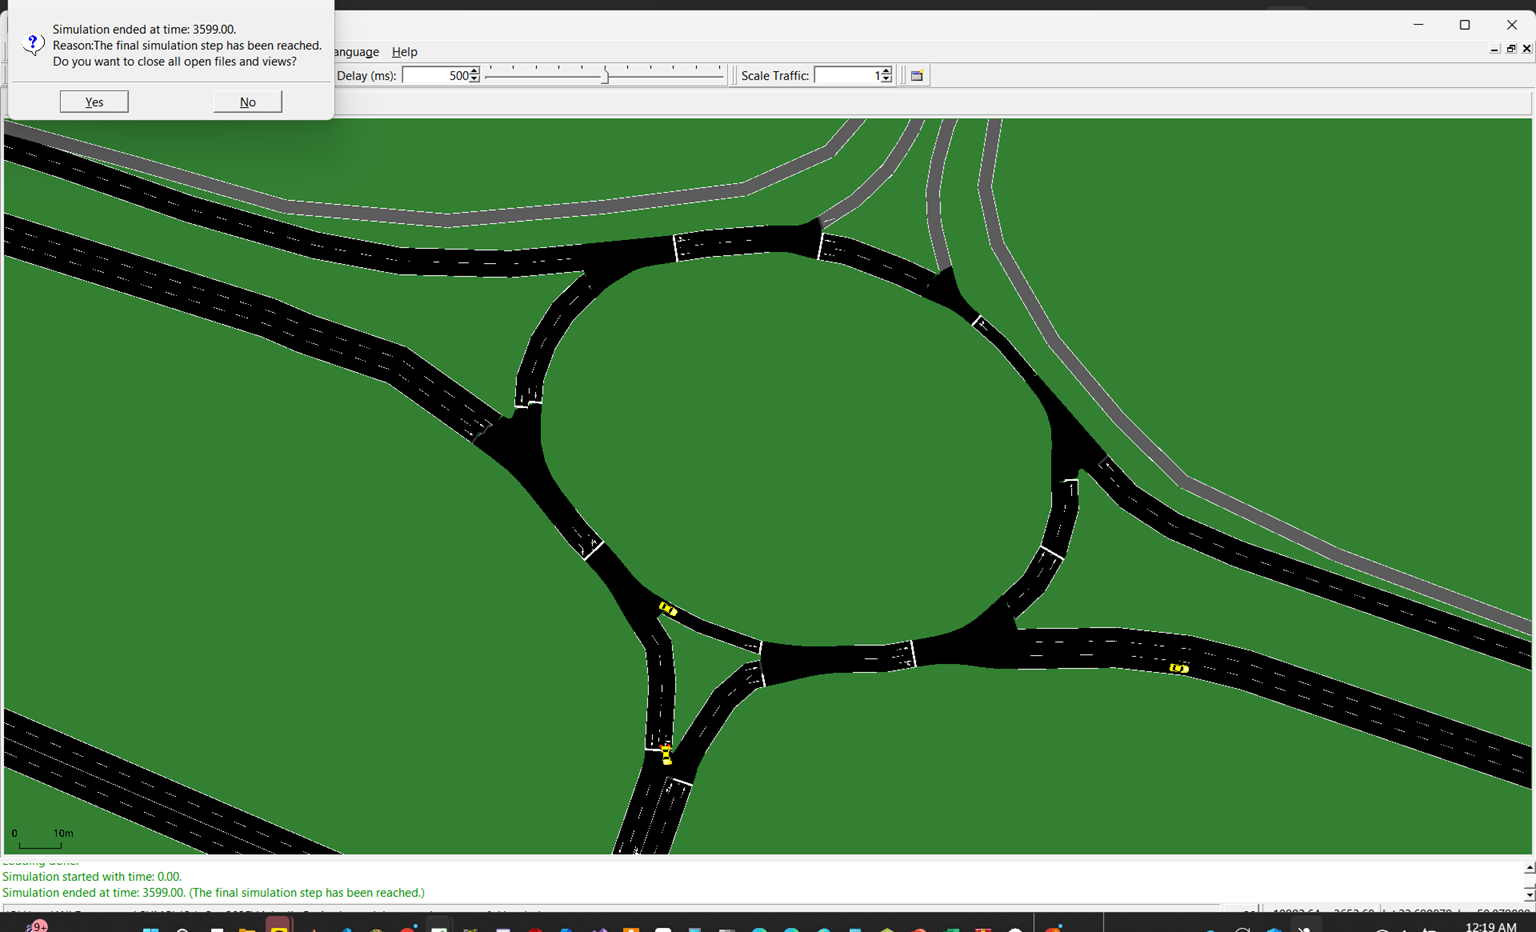 Simulation ended at time: 3599.00.
Reason:The final simulation step has been reached.
Do you want to close all open files and views?
Yes
No
anguage Help
Delay (ms): 500
Scale Traffic: 1
0 10m
Loading done.
Simulation started with time: 0.00.
Simulation ended at time: 3599.00. (The final simulation step has been reached.)
9+
12:19 AM